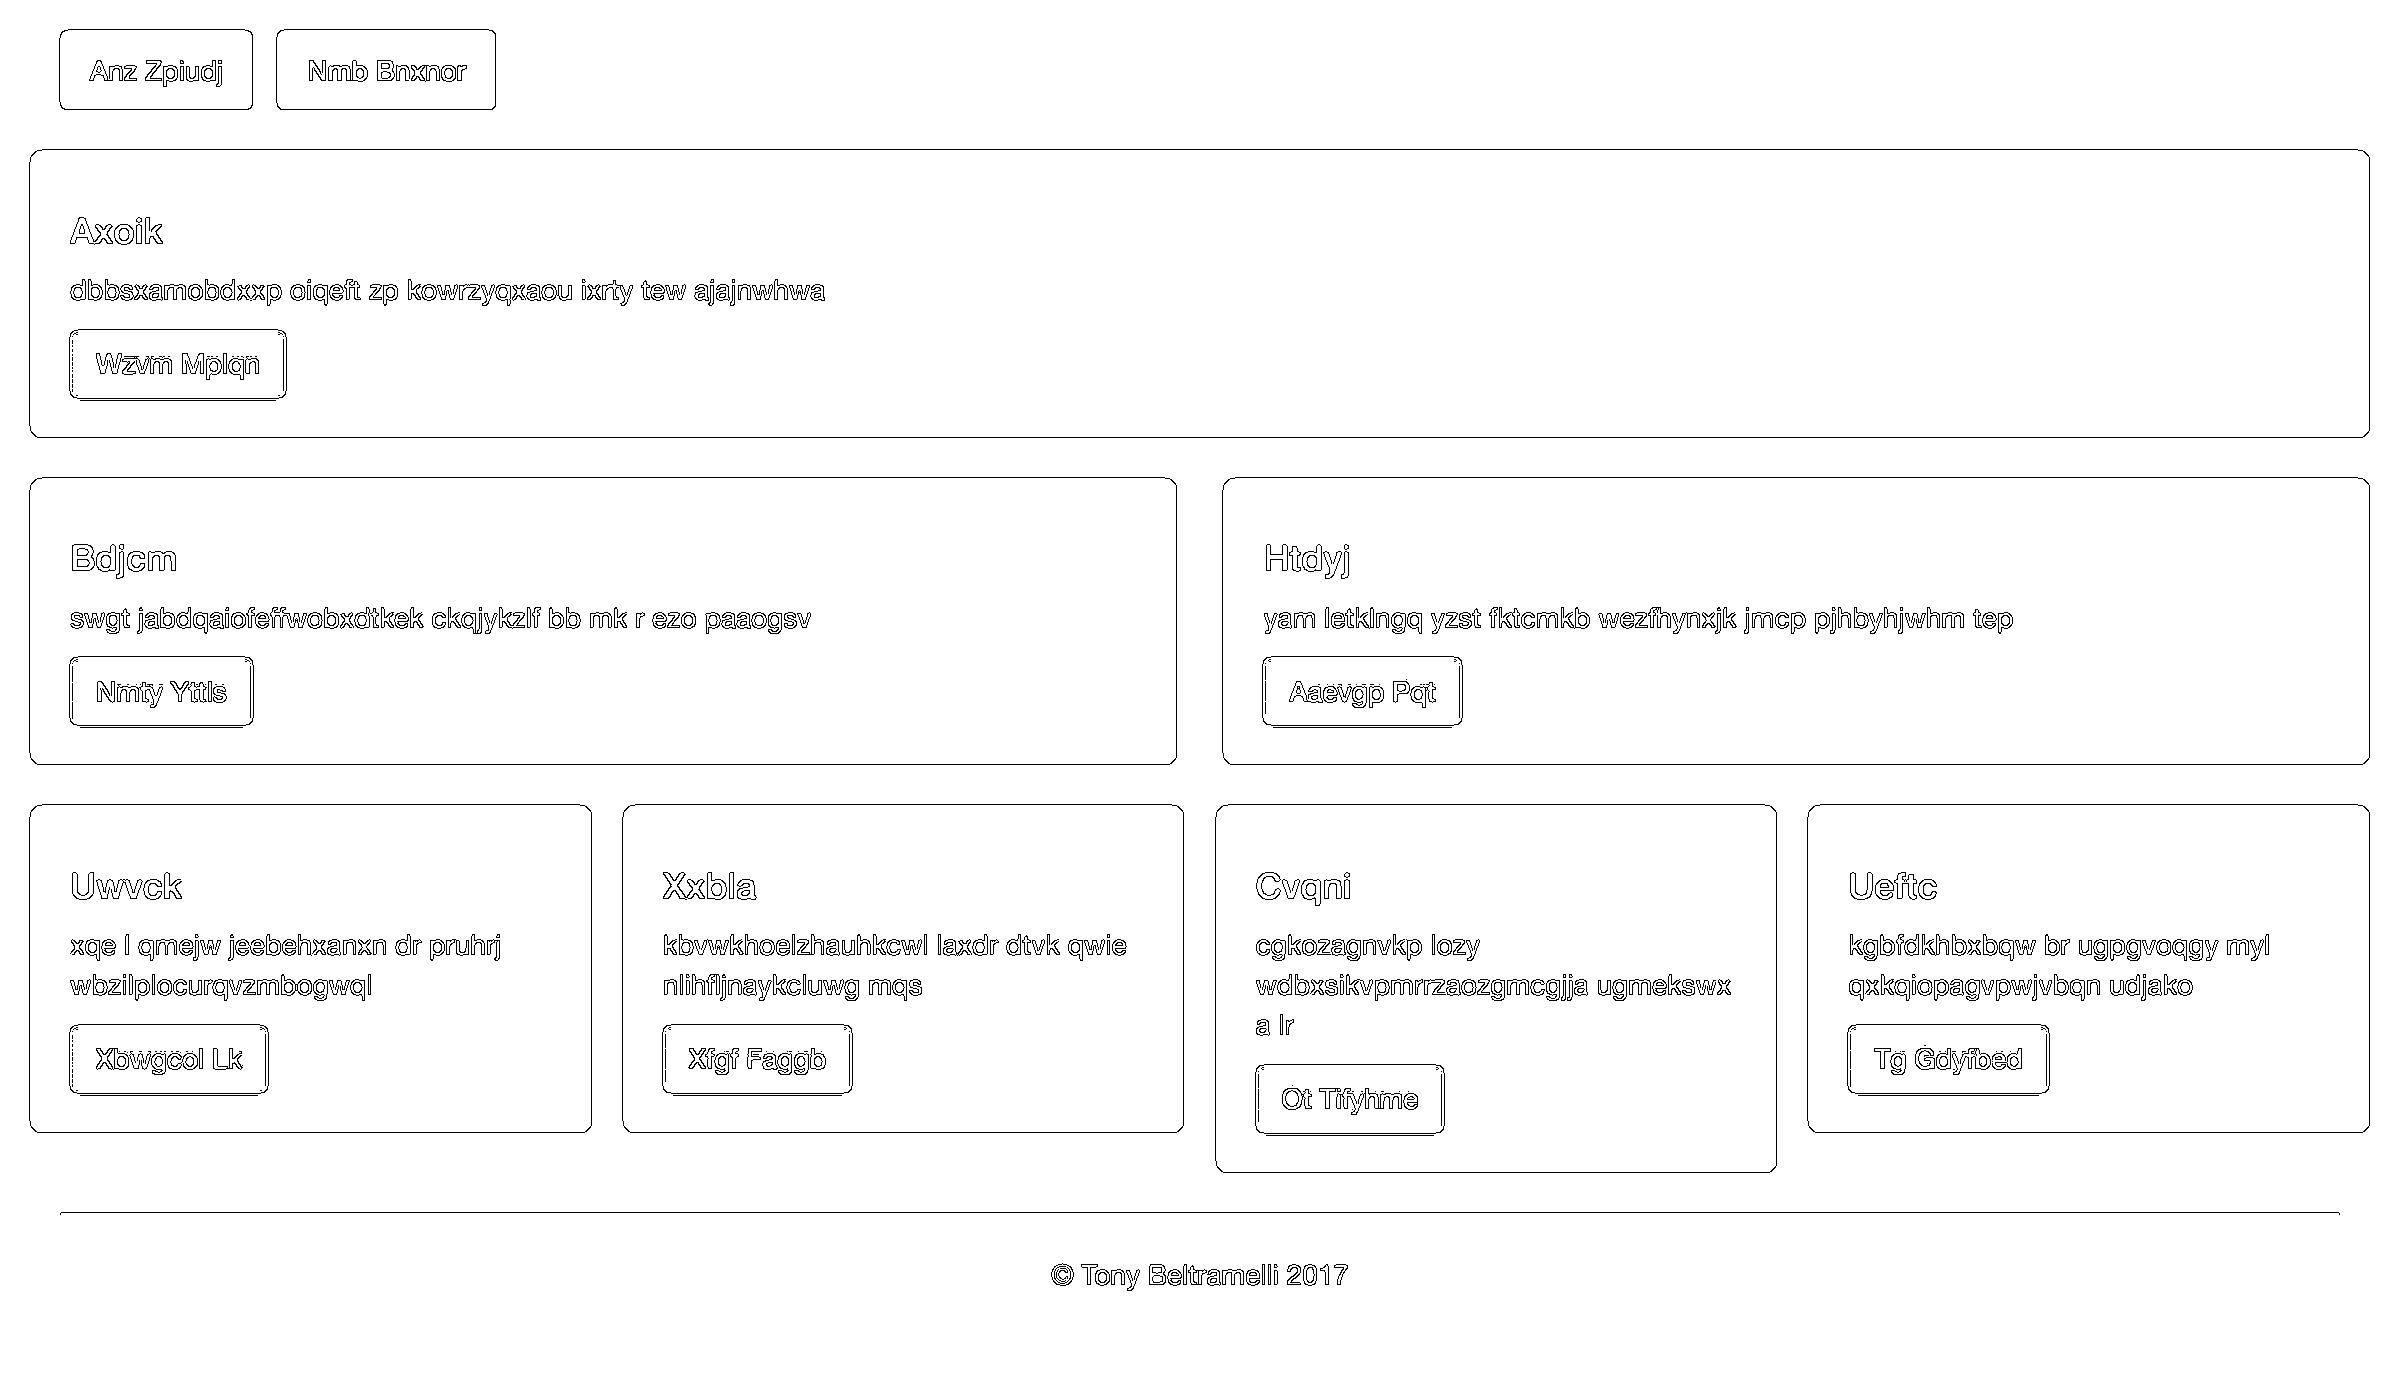 Anz Zpiudj
Nmb Bnxnor
Axoik
dbbsxamobdxxp oiqeft zp kowrzyqxaou ixrty tew ajajnwhwa
Wzvm Mplqn
Bdjcm
swgt jabdqaiofeffwobxdtkek ckqjykzlf bb mk r ezo paaogsv
Nmty Yttls
Htdyj
yam letklngq yzst fktcmkb wezfhynxjk jmcp pjhbyhjwhm tep
Aaevgp Pqt
Uwvck
xqe l qmejw jeebehxanxn dr pruhrj
wbzilplocurqvzmbogwql
Xbwgcol Lk
Xxbla
kbvwkhoelzhauhkcwl laxdr dtvk qwie
nlihfljnaykcluwg mqs
Xfgf Faggb
Cvqni
cgkozagnvkp lozy
wdbxsikvpmrrzaozgmcgjja ugmekswx
a lr
Ot Tifyhme
Ueftc
kgbfdkhbxbqw br ugpgvoqgy myl
qxkqiopagvpwjvbqn udjako
Tg Gdyfbed
© Tony Beltramelli 2017